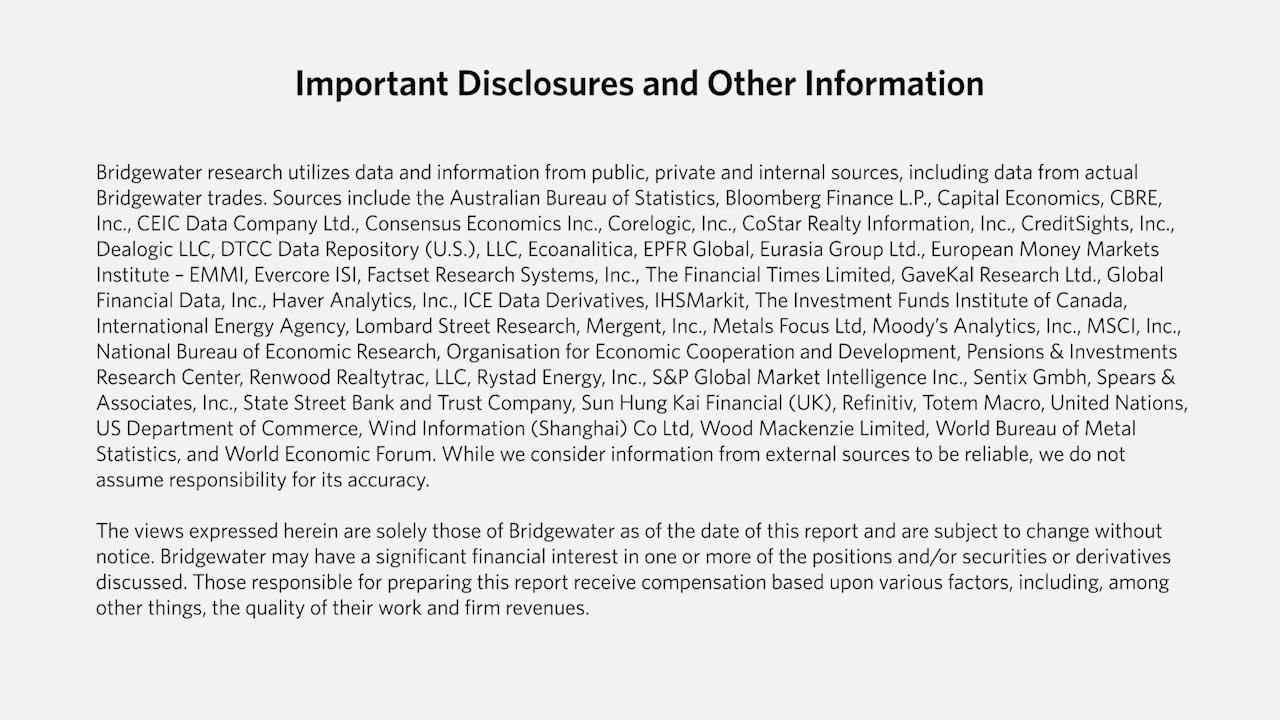 Important Disclosures and Other Information
Bridgewater research utilizes data and information from public, private and internal sources, including data from actual
Bridgewater trades. Sources include the Australian Bureau of Statistics, Bloomberg Finance L.P., Capital Economics, CBRE,
Inc., CEIC Data Company Ltd., Consensus Economics Inc., Corelogic, Inc., CoStar Realty Information, Inc., CreditSights, Inc.,
Dealogic LLC, DTCC Data Repository (U.S.), LLC, Ecoanalitica, EPFR Global, Eurasia Group Ltd., European Money Markets
Institute – EMMI, Evercore ISI, Factset Research Systems, Inc., The Financial Times Limited, GaveKal Research Ltd., Global
Financial Data, Inc., Haver Analytics, Inc., ICE Data Derivatives, IHSMarkit, The Investment Funds Institute of Canada,
International Energy Agency, Lombard Street Research, Mergent, Inc., Metals Focus Ltd, Moody’s Analytics, Inc., MSCI, Inc.,
National Bureau of Economic Research, Organisation for Economic Cooperation and Development, Pensions & Investments
Research Center, Renwood Realtytrac, LLC, Rystad Energy, Inc., S&P Global Market Intelligence Inc., Sentix Gmbh, Spears &
Associates, Inc., State Street Bank and Trust Company, Sun Hung Kai Financial (UK), Refinitiv, Totem Macro, United Nations,
US Department of Commerce, Wind Information (Shanghai) Co Ltd, Wood Mackenzie Limited, World Bureau of Metal
Statistics, and World Economic Forum. While we consider information from external sources to be reliable, we do not
assume responsibility for its accuracy.
The views expressed herein are solely those of Bridgewater as of the date of this report and are subject to change without
notice. Bridgewater may have a significant financial interest in one or more of the positions and/or securities or derivatives
discussed. Those responsible for preparing this report receive compensation based upon various factors, including, among
other things, the quality of their work and firm revenues.